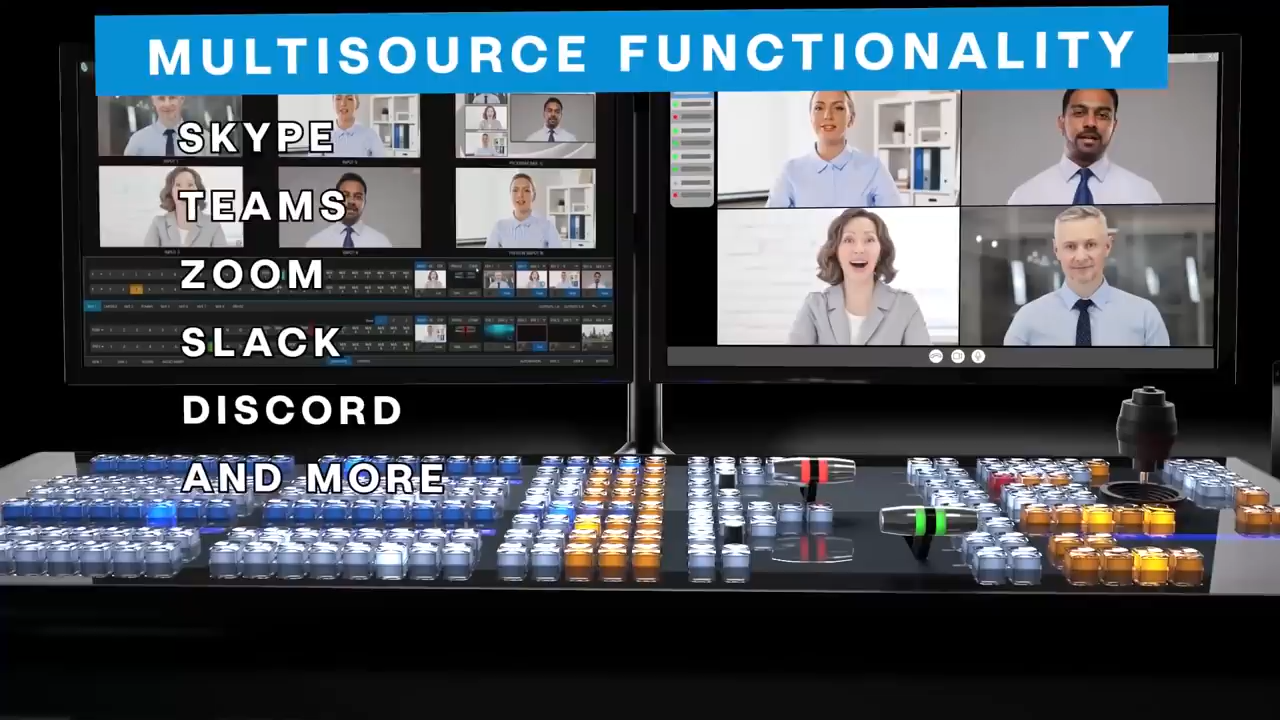 MULTISOURCE FUNCTIONALITY
SKYPE
TEAMS
ZOOM
SLACK
DISCORD
AND MORE